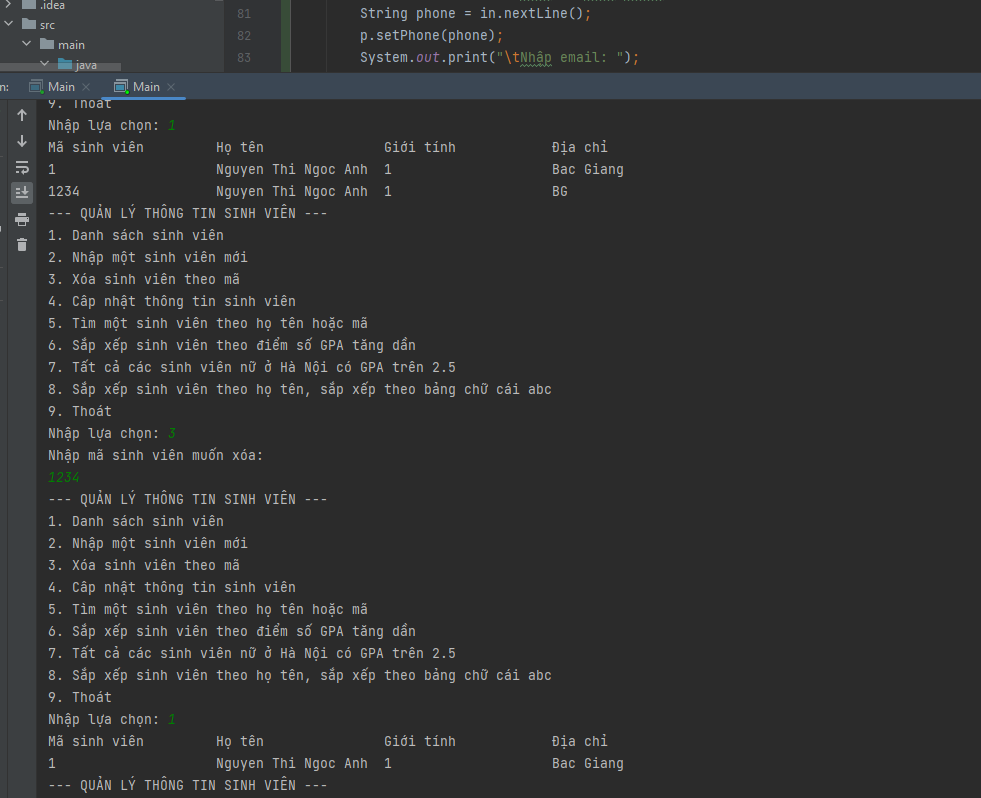 .idea
src
main
java
81 String phone = in.nextLine();
82 p.setPhone(phone);
83 System.out.print("\tNhập email: ");
n: Main Main
9. Thoát
Nhập lựa chọn: 1
Mã sinh viên Họ tên Giới tính Địa chỉ
1 Nguyen Thi Ngoc Anh 1 Bac Giang
1234 Nguyen Thi Ngoc Anh 1 BG
--- QUẢN LÝ THÔNG TIN SINH VIÊN ---
1. Danh sách sinh viên
2. Nhập một sinh viên mới
3. Xóa sinh viên theo mã
4. Câp nhật thông tin sinh viên
5. Tìm một sinh viên theo họ tên hoặc mã
6. Sắp xếp sinh viên theo điểm số GPA tăng dần
7. Tất cả các sinh viên nữ ở Hà Nội có GPA trên 2.5
8. Sắp xếp sinh viên theo họ tên, sắp xếp theo bảng chữ cái abc
9. Thoát
Nhập lựa chọn: 3
Nhập mã sinh viên muốn xóa:
1234
--- QUẢN LÝ THÔNG TIN SINH VIÊN ---
1. Danh sách sinh viên
2. Nhập một sinh viên mới
3. Xóa sinh viên theo mã
4. Câp nhật thông tin sinh viên
5. Tìm một sinh viên theo họ tên hoặc mã
6. Sắp xếp sinh viên theo điểm số GPA tăng dần
7. Tất cả các sinh viên nữ ở Hà Nội có GPA trên 2.5
8. Sắp xếp sinh viên theo họ tên, sắp xếp theo bảng chữ cái abc
9. Thoát
Nhập lựa chọn: 1
Mã sinh viên Họ tên Giới tính Địa chỉ
1 Nguyen Thi Ngoc Anh 1 Bac Giang
--- QUẢN LÝ THÔNG TIN SINH VIÊN ---